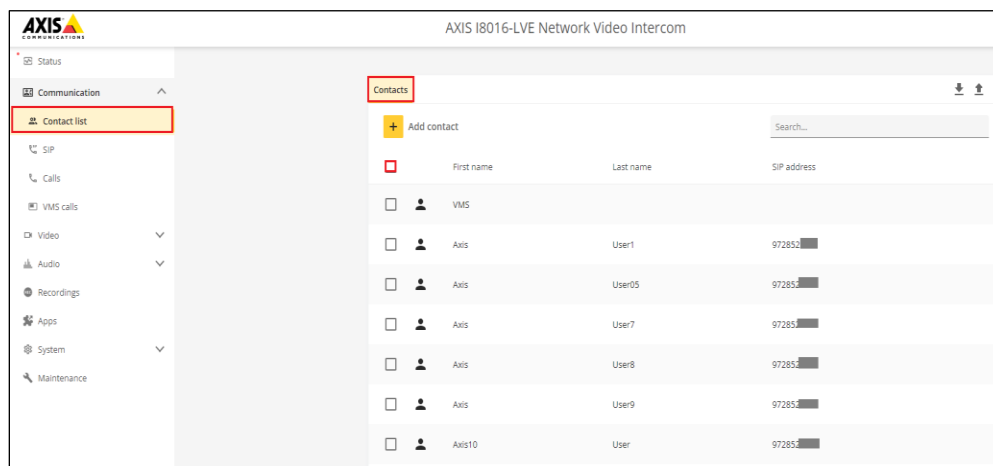 AXIS
COMMUNICATIONS
AXIS I8016-LVE Network Video Intercom
Status
Communication
Contact list
SIP
Calls
VMS calls
Video
Audio
Recordings
Apps
System
Maintenance
Contacts
+ Add contact
Search...
First name Last name SIP address
VMS
Axis User1 972852
Axis User05 972852
Axis User7 972852
Axis User8 972852
Axis User9 972852
Axis10 User 972852